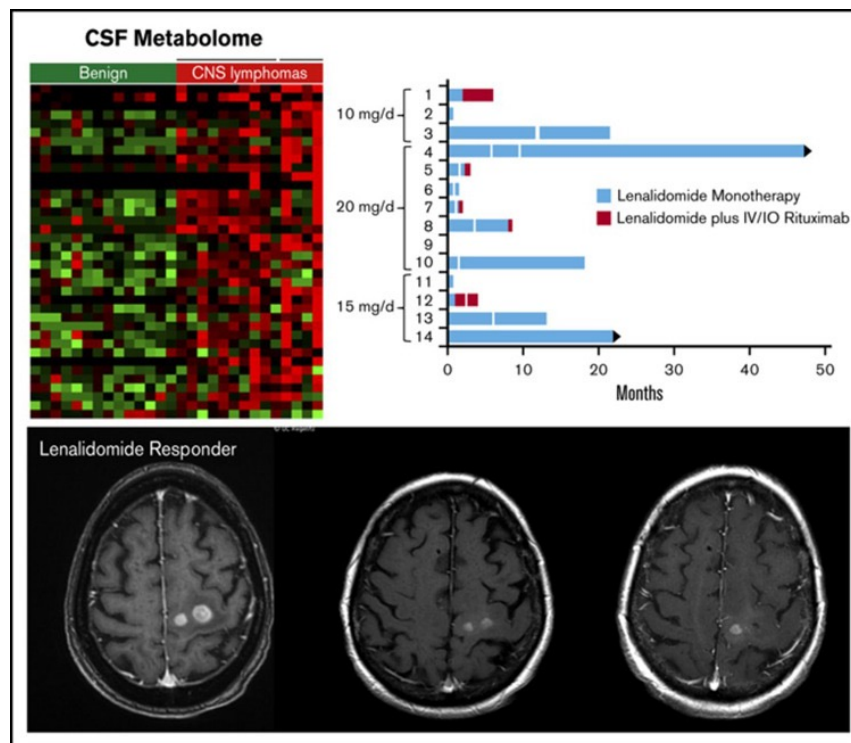 CSF Metabolome
Benign
CNS lymphomas
10 mg/d
20 mg/d
15 mg/d
1
2
3
4
5
6
7
8
9
10
11
12
13
14
Lenalidomide Monotherapy
Lenalidomide plus IV/IO Rituximab
0
10
20
30
40
50
Months
© UC Regents
Lenalidomide Responder